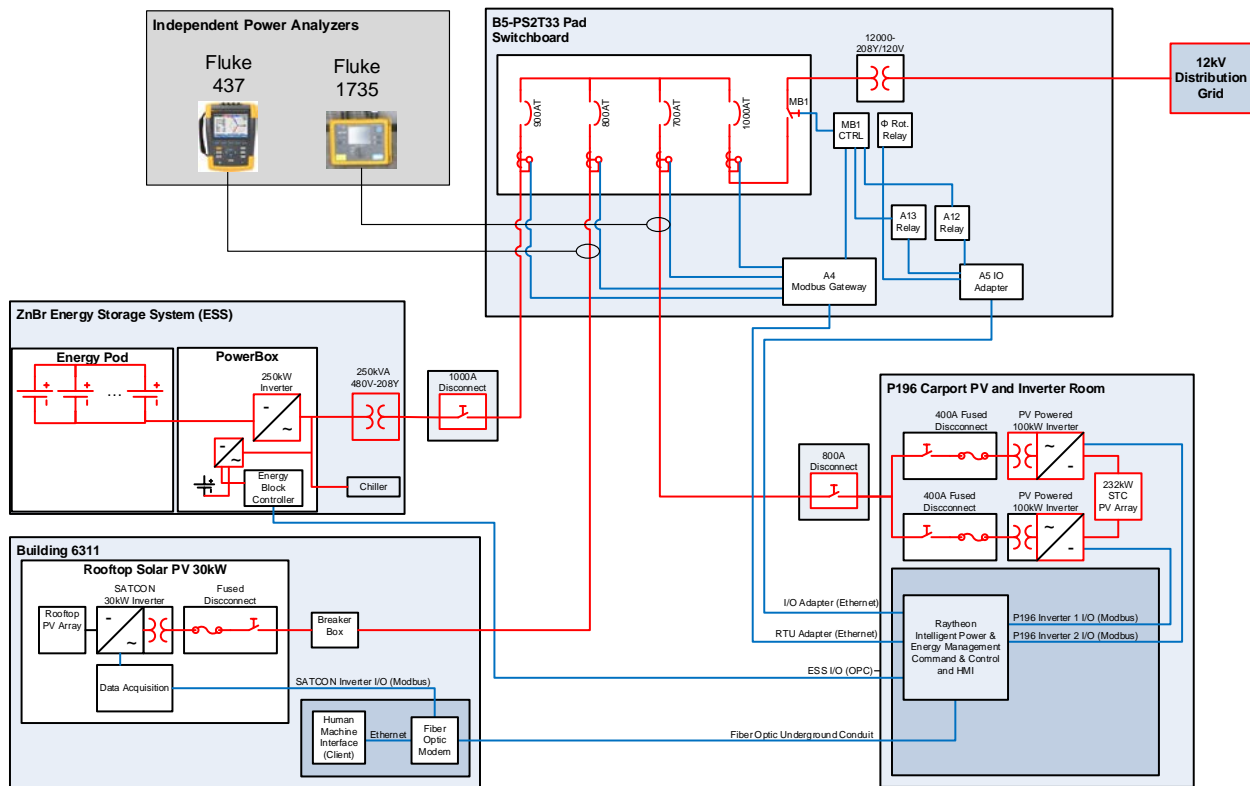 Independent Power Analyzers
Fluke
437
Fluke
1735
B5-PS2T33 Pad
Switchboard
900AT
800AT
700AT
1000AT
MB1
12000-
208Y/120V
MB1
CTRL
Φ Rot.
Relay
A13
Relay
A12
Relay
A4
Modbus Gateway
A5 IO
Adapter
12kV
Distribution
Grid
ZnBr Energy Storage System (ESS)
Energy Pod
+
-
+
-
...
+
-
PowerBox
250kW
Inverter
-
~
-
~
+
-
Energy
Block
Controller
Chiller
250kVA
480V-208Y
1000A
Disconnect
P196 Carport PV and Inverter Room
800A
Disconnect
400A Fused
Disconnect
PV Powered
100kW Inverter
~
-
400A Fused
Disconnect
PV Powered
100kW Inverter
~
-
232kW
STC
PV Array
Building 6311
Rooftop Solar PV 30kW
SATCON
30kW Inverter
Fused
Disconnect
Rooftop
PV Array
-
~
Breaker
Box
Data Acquisition
SATCON Inverter I/O (Modbus)
Human
Machine
Interface
(Client)
Ethernet
Fiber
Optic
Modem
I/O Adapter (Ethernet)
RTU Adapter (Ethernet)
ESS I/O (OPC)
Fiber Optic Underground Conduit
Raytheon
Intelligent Power &
Energy Management
Command & Control
and HMI
P196 Inverter 1 I/O (Modbus)
P196 Inverter 2 I/O (Modbus)